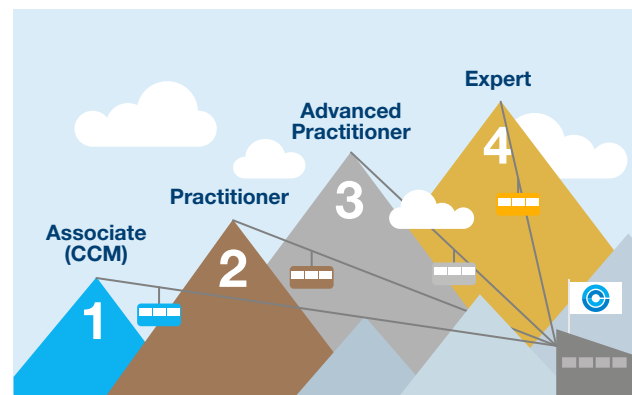 Expert
4
Advanced
Practitioner
3
Practitioner
2
Associate
(CCM)
1